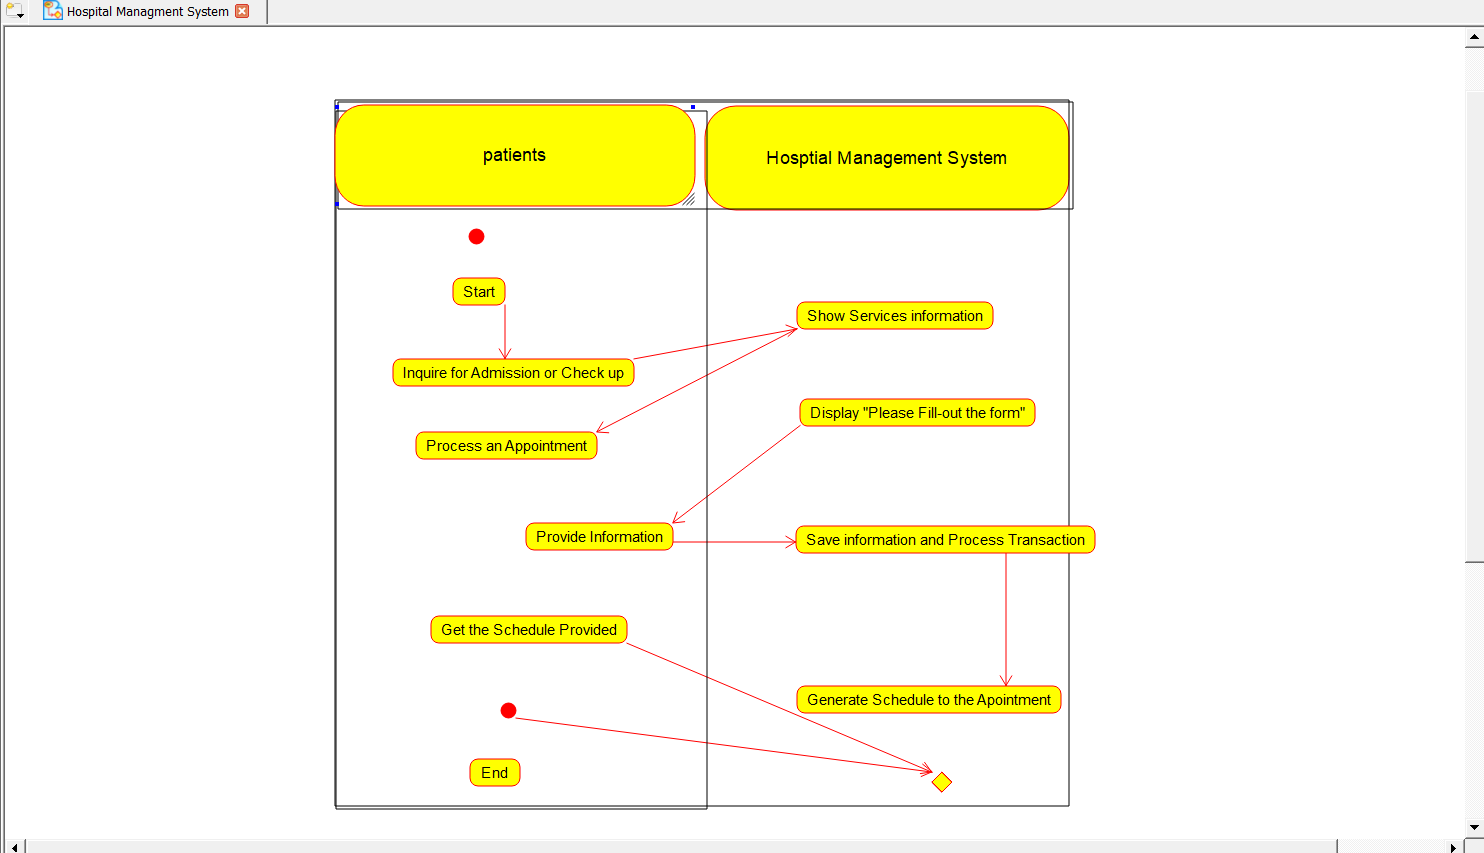 Hospital Managment System
patients
Hosptial Management System
Start
Show Services information
Inquire for Admission or Check up
Display "Please Fill-out the form"
Process an Appointment
Provide Information
Save information and Process Transaction
Get the Schedule Provided
Generate Schedule to the Apointment
End